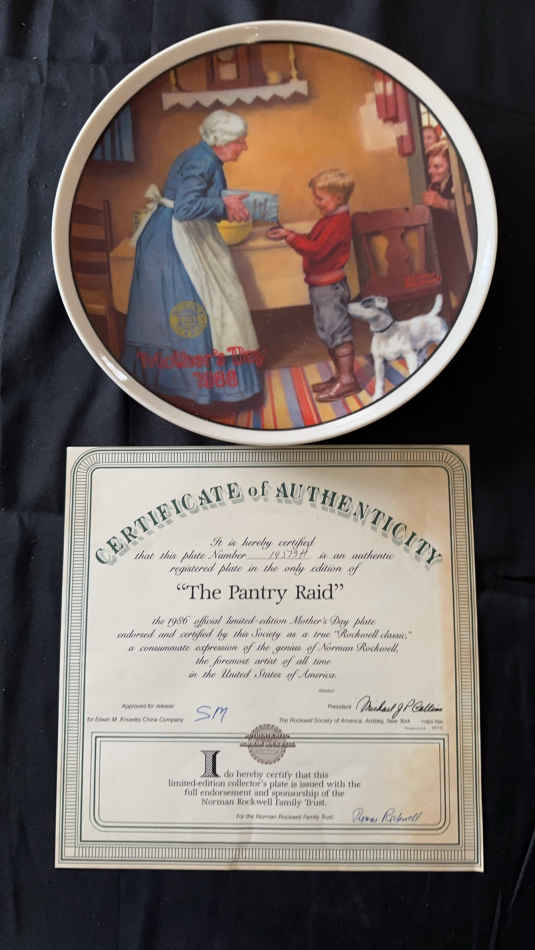 Mother's Day
1986
CERTIFICATE of AUTHENTICITY
It is hereby certified
that this plate Number is an authentic
registered plate in the only edition of
"The Pantry Raid"
the 1986 official limited-edition Mother's Day plate
endorsed and certified by this Society as a true "Rockwell classic,"
a consummate expression of the genius of Norman Rockwell,
the foremost artist of all time
in the United States of America.
Approved for release
SM
for Edwin M. Knowles China Company
President
The Rockwell Society of America, Ardsley, New York
I do hereby certify that this
limited-edition collector's plate is issued with the
full endorsement and sponsorship of the
Norman Rockwell Family Trust.
For the Norman Rockwell Family Trust